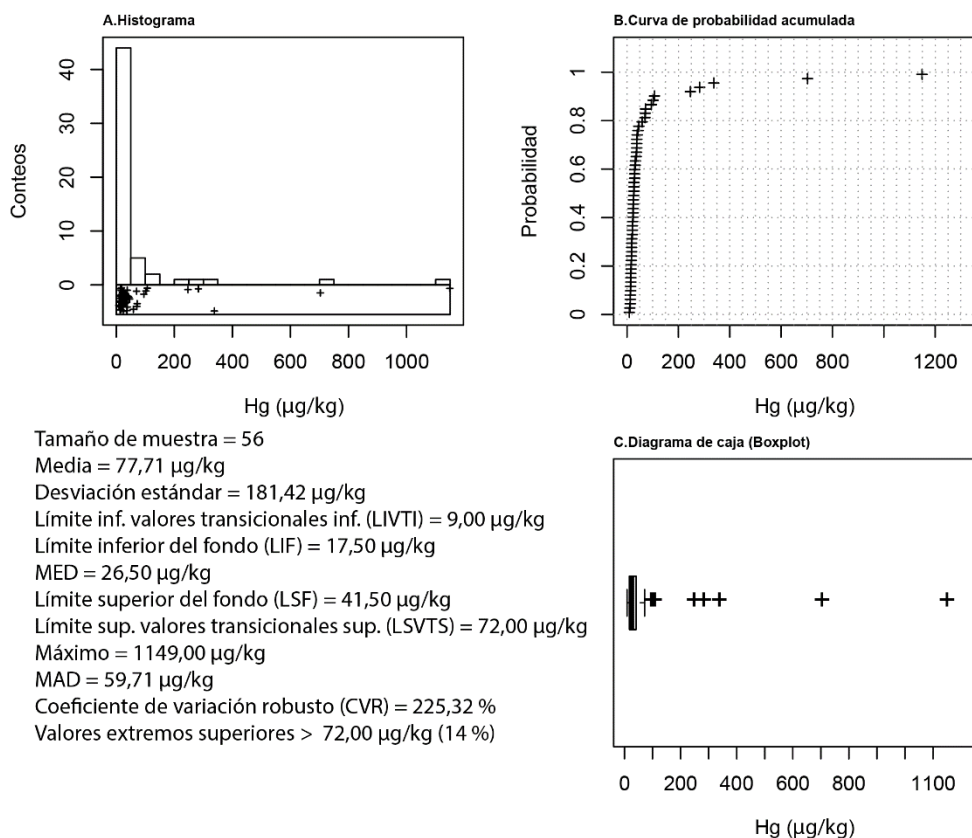 A.Histograma
Conteos
40
30
20
10
0
0 200 400 600 800 1000
Hg (µg/kg)
B.Curva de probabilidad acumulada
Probabilidad
1
0.8
0.6
0.4
0.2
0
0 200 400 600 800 1200
Hg (µg/kg)
Tamaño de muestra = 56
Media = 77,71 µg/kg
Desviación estándar = 181,42 µg/kg
Límite inf. valores transicionales inf. (LIVTI) = 9,00 µg/kg
Límite inferior del fondo (LIF) = 17,50 µg/kg
MED = 26,50 µg/kg
Límite superior del fondo (LSF) = 41,50 µg/kg
Límite sup. valores transicionales sup. (LSVTS) = 72,00 µg/kg
Máximo = 1149,00 µg/kg
MAD = 59,71 µg/kg
Coeficiente de variación robusto (CVR) = 225,32 %
Valores extremos superiores > 72,00 µg/kg (14 %)
C.Diagrama de caja (Boxplot)
0 200 400 600 800 1100
Hg (µg/kg)